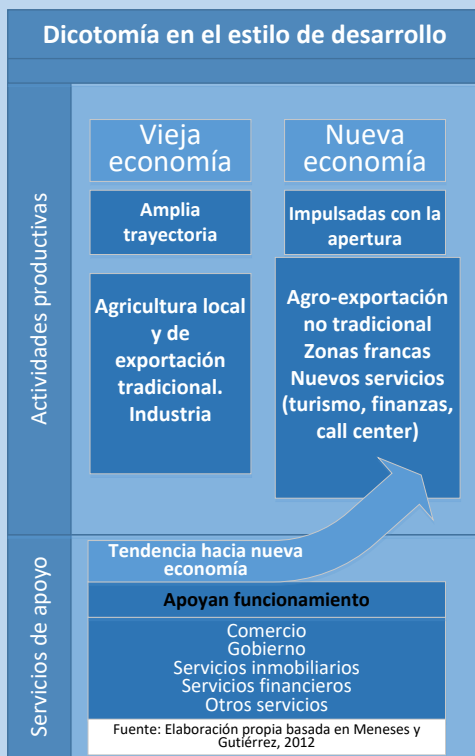 Dicotomía en el estilo de desarrollo
Actividades productivas
Vieja
economía
Amplia
trayectoria
Agricultura local
y de
exportación
tradicional.
Industria
Nueva
economía
Impulsadas con la
apertura
Agro-exportación
no tradicional
Zonas francas
Nuevos servicios
(turismo, finanzas,
call center)
Servicios de apoyo
Tendencia hacia nueva
economía
Apoyan funcionamiento
Comercio
Gobierno
Servicios inmobiliarios
Servicios financieros
Otros servicios
Fuente: Elaboración propia basada en Meneses y
Gutiérrez, 2012